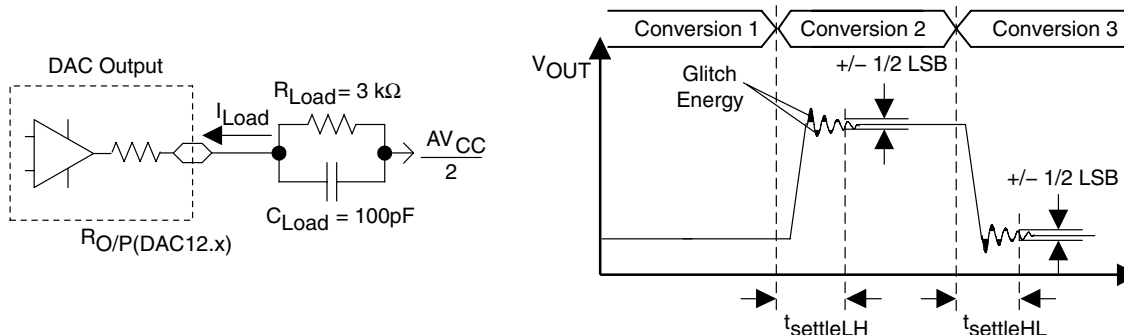 DAC Output
I_Load
R_Load = 3 kΩ
AV_CC
2
C_Load = 100pF
R_O/P(DAC12.x)
Conversion 1
Conversion 2
Conversion 3
V_OUT
Glitch
Energy
+/− 1/2 LSB
+/− 1/2 LSB
t_settleLH
t_settleHL